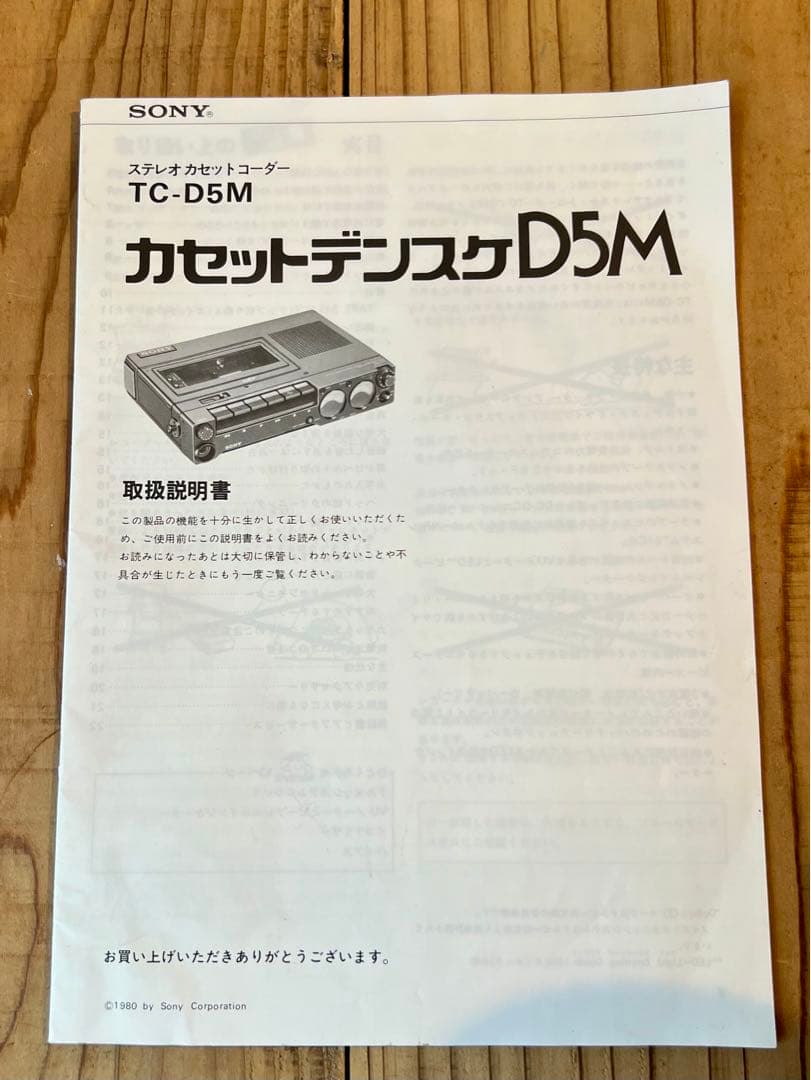 SONY®
ステレオ カセットコーダー
TC-D5M
カセットデンスケD5M
SONY
SONY
取扱説明書
この製品の機能を十分に生かして正しくお使いいただくた
め、ご使用前にこの説明書をよくお読みください。
お読みになったあとは大切に保管し、わからないことや不
具合が生じたときにもう一度ご覧ください。
お買い上げいただきありがとうございます。
©1980 by Sony Corporation